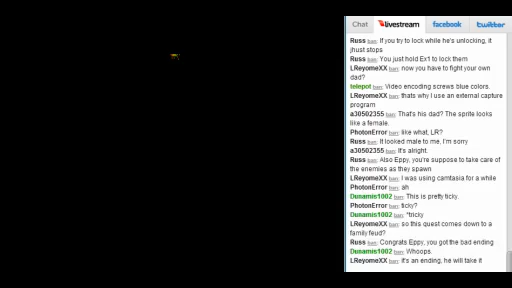 Chat livestream facebook twitter
Russ ban: If you try to lock while he's unlocking, it
jhust stops
Russ ban: You just hold Ex1 to lock them
LReyomeXX ban: now you have to fight your own
dad?
telepot ban: Video encoding screws blue colors.
LReyomeXX ban: thats why I use an external capture
program
a30502355 ban: That's his dad? The sprite looks
like a female.
PhotonError ban: like what, LR?
Russ ban: It looked male to me, I'm sorry
a30502355 ban: It's alright.
Russ ban: Also Eppy, you're suppose to take care of
the enemies as they spawn
LReyomeXX ban: I was using camtasia for a while
PhotonError ban: ah
Dunamis1002 ban: This is pretty ticky.
PhotonError ban: ticky?
Dunamis1002 ban: *tricky
LReyomeXX ban: so this quest comes down to a
family feud?
Russ ban: Congrats Eppy, you got the bad ending
Dunamis1002 ban: Whoops.
LReyomeXX ban: it's an ending, he will take it